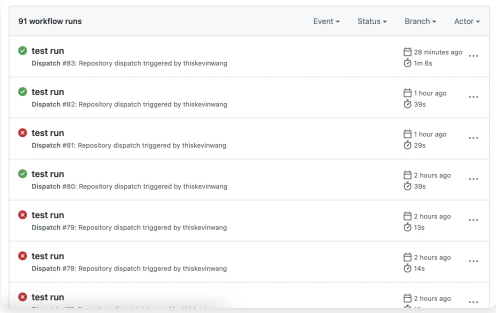 91 workflow runs
Event
Status
Branch
Actor
test run
28 minutes ago
Dispatch #83: Repository dispatch triggered by thiskevinwang
1m 6s
test run
1 hour ago
Dispatch #82: Repository dispatch triggered by thiskevinwang
39s
test run
1 hour ago
Dispatch #81: Repository dispatch triggered by thiskevinwang
29s
test run
2 hours ago
Dispatch #80: Repository dispatch triggered by thiskevinwang
39s
test run
2 hours ago
Dispatch #79: Repository dispatch triggered by thiskevinwang
13s
test run
2 hours ago
Dispatch #78: Repository dispatch triggered by thiskevinwang
14s
test run
2 hours ago